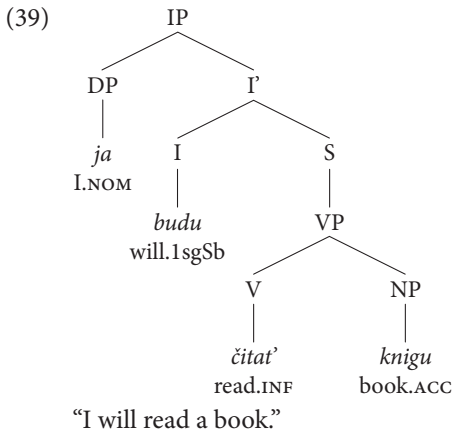 (39) IP
DP I’
ja I S
I.NOM
budu VP
will.1sgSb
V NP
čitat’ knigu
read.INF book.ACC
“I will read a book.”